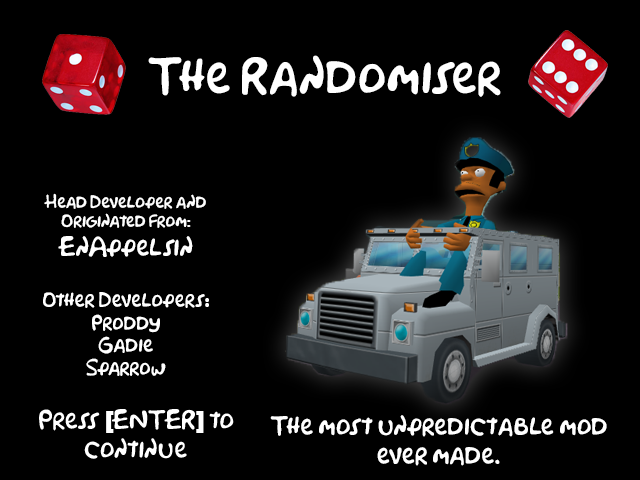 The Randomiser
Head Developer and
Originated From:
EnAppelsin
Other Developers:
Proddy
Gadie
Sparrow
Press [ENTER] to
continue
The most unpredictable mod
ever made.